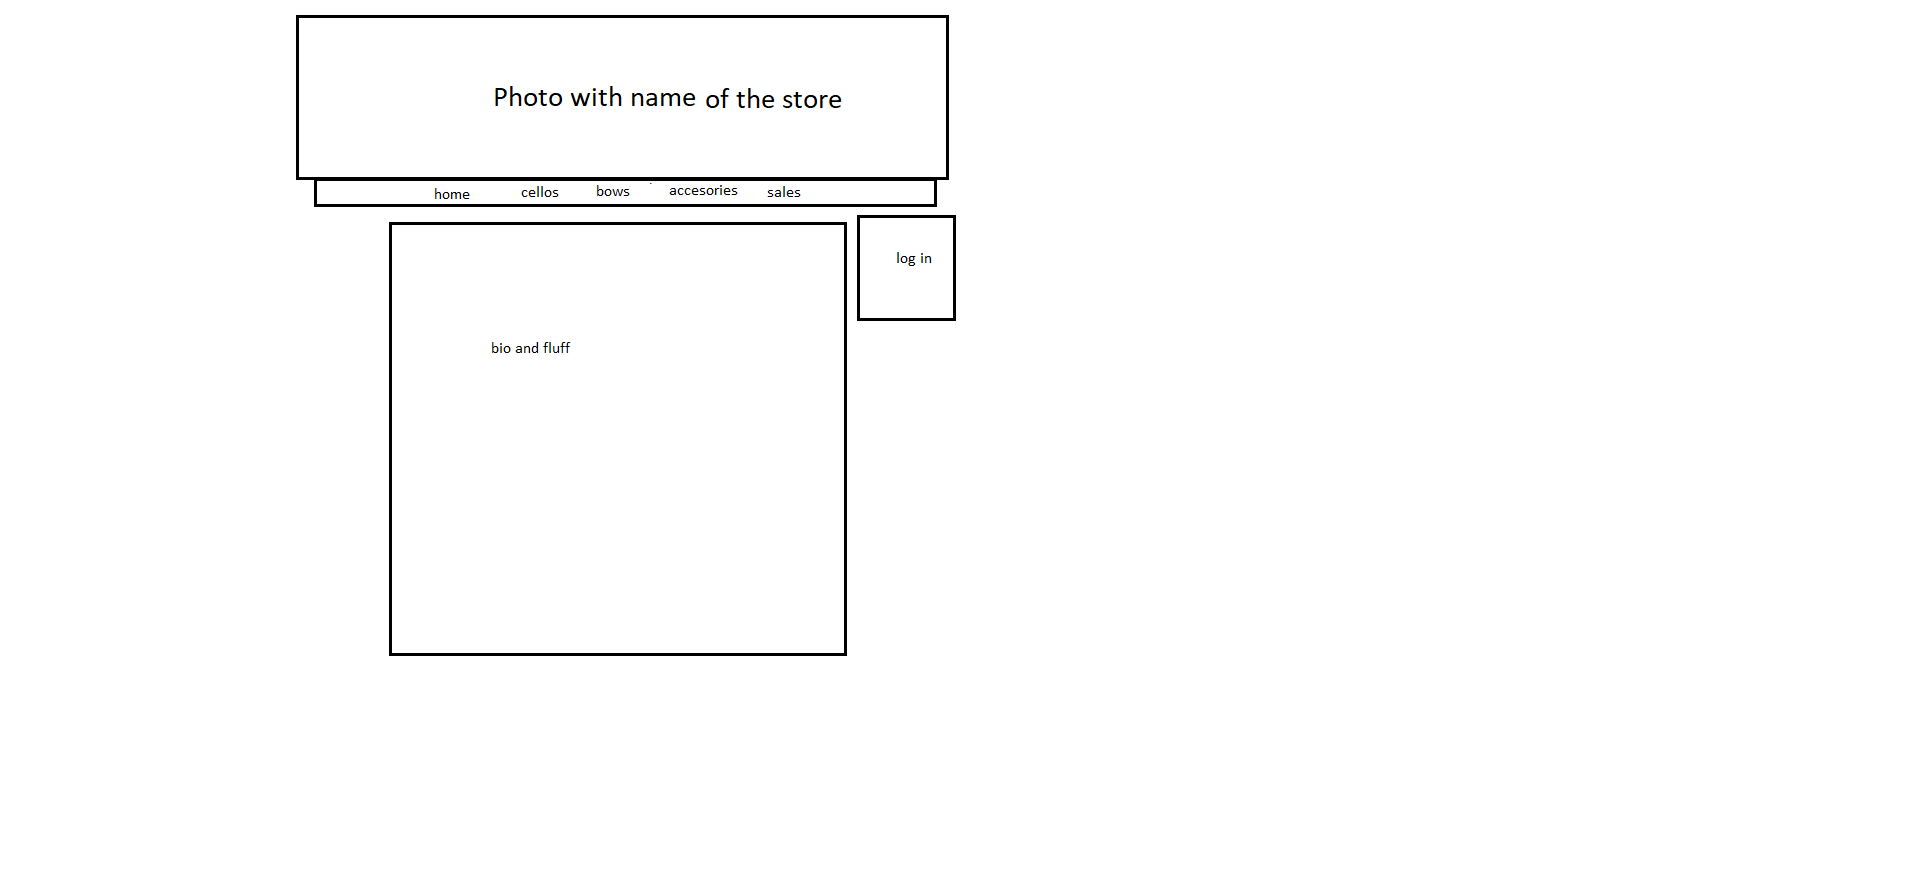 Photo with name of the store
home cellos bows accesories sales
log in
bio and fluff